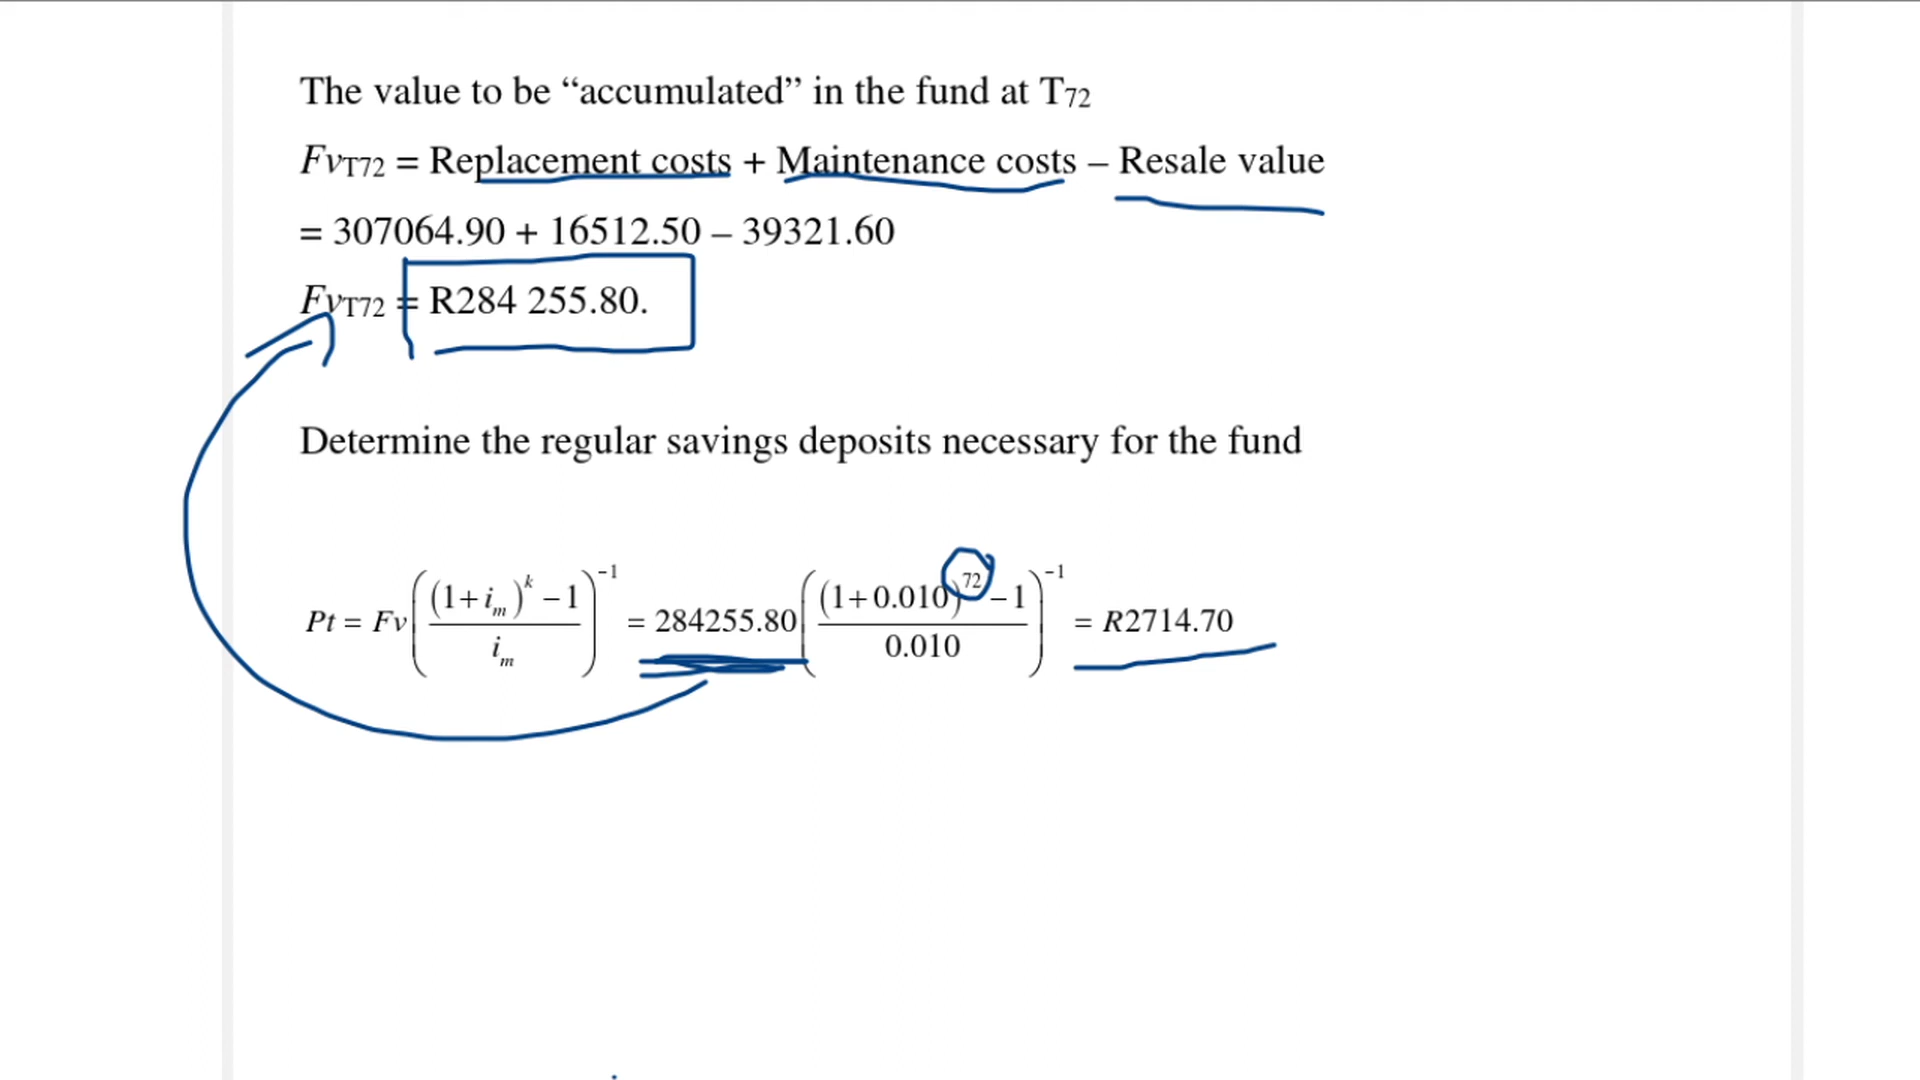 The value to be “accumulated” in the fund at T72
FvT72 = Replacement costs + Maintenance costs – Resale value
= 307064.90 + 16512.50 – 39321.60
FvT72 = R284 255.80.
Determine the regular savings deposits necessary for the fund
Pt = Fv(((1+i_m)^k −1)/i_m)^−1 = 284255.80(((1+0.010)^72 −1)/0.010)^−1 = R2714.70